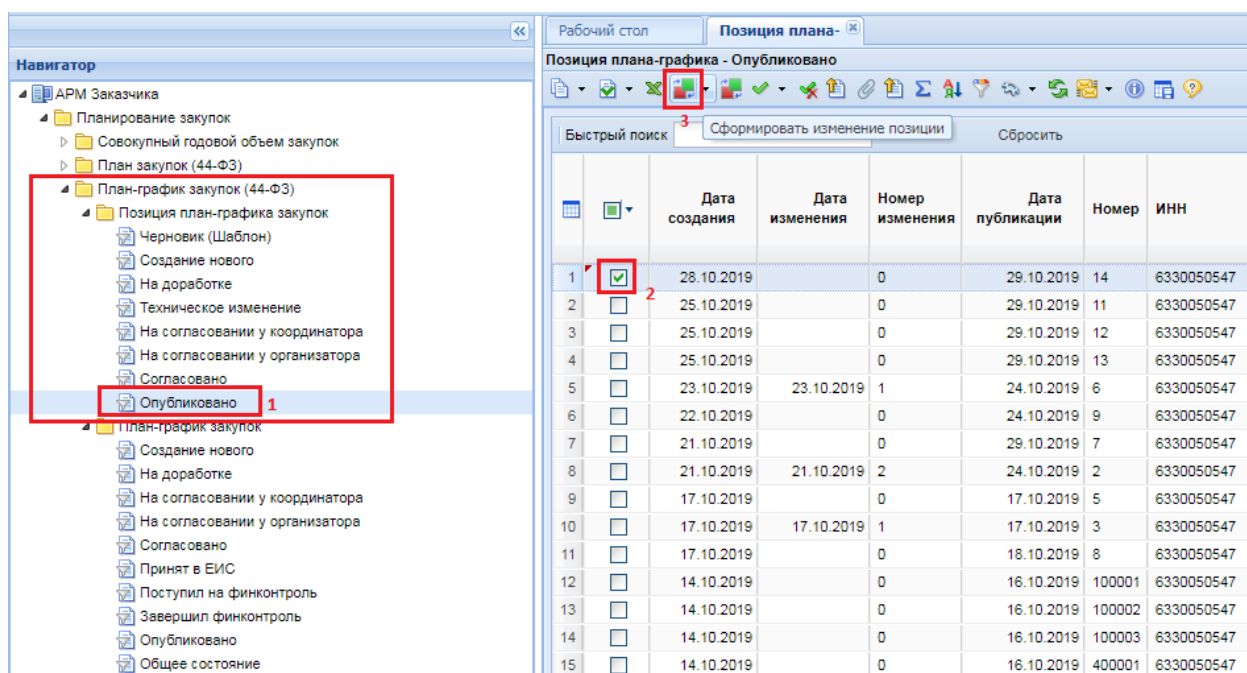 Навигатор
АРМ Заказчика
Планирование закупок
Совокупный годовой объем закупок
План закупок (44-ФЗ)
План-график закупок (44-ФЗ)
Позиция план-графика закупок
Черновик (Шаблон)
Создание нового
На доработке
Техническое изменение
На согласовании у координатора
На согласовании у организатора
Согласовано
Опубликовано 1
План-график закупок
Создание нового
На доработке
На согласовании у координатора
На согласовании у организатора
Согласовано
Принят в ЕИС
Поступил на финконтроль
Завершил финконтроль
Опубликовано
Общее состояние
Рабочий стол Позиция плана-
Позиция плана-графика - Опубликовано
Быстрый поиск 3 Сформировать изменение позиции Сбросить
Дата создания Дата изменения Номер изменения Дата публикации Номер ИНН
1 28.10.2019 0 29.10.2019 14 6330050547
2
2 25.10.2019 0 29.10.2019 11 6330050547
3 25.10.2019 0 29.10.2019 12 6330050547
4 25.10.2019 0 29.10.2019 13 6330050547
5 23.10.2019 23.10.2019 1 24.10.2019 6 6330050547
6 22.10.2019 0 24.10.2019 9 6330050547
7 21.10.2019 0 29.10.2019 7 6330050547
8 21.10.2019 21.10.2019 2 24.10.2019 2 6330050547
9 17.10.2019 0 17.10.2019 5 6330050547
10 17.10.2019 17.10.2019 1 17.10.2019 3 6330050547
11 17.10.2019 0 18.10.2019 8 6330050547
12 14.10.2019 0 16.10.2019 100001 6330050547
13 14.10.2019 0 16.10.2019 100002 6330050547
14 14.10.2019 0 16.10.2019 100003 6330050547
15 14.10.2019 0 16.10.2019 400001 6330050547